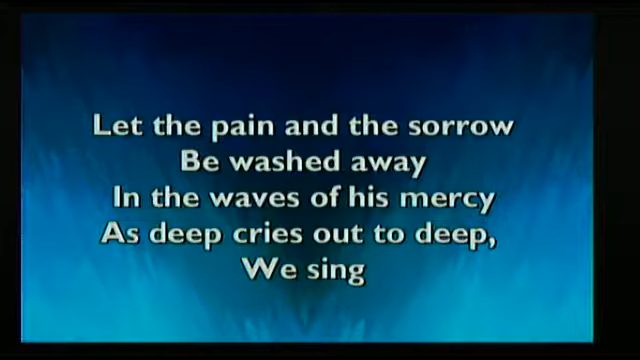 Let the pain and the sorrow
Be washed away
In the waves of his mercy
As deep cries out to deep,
We sing